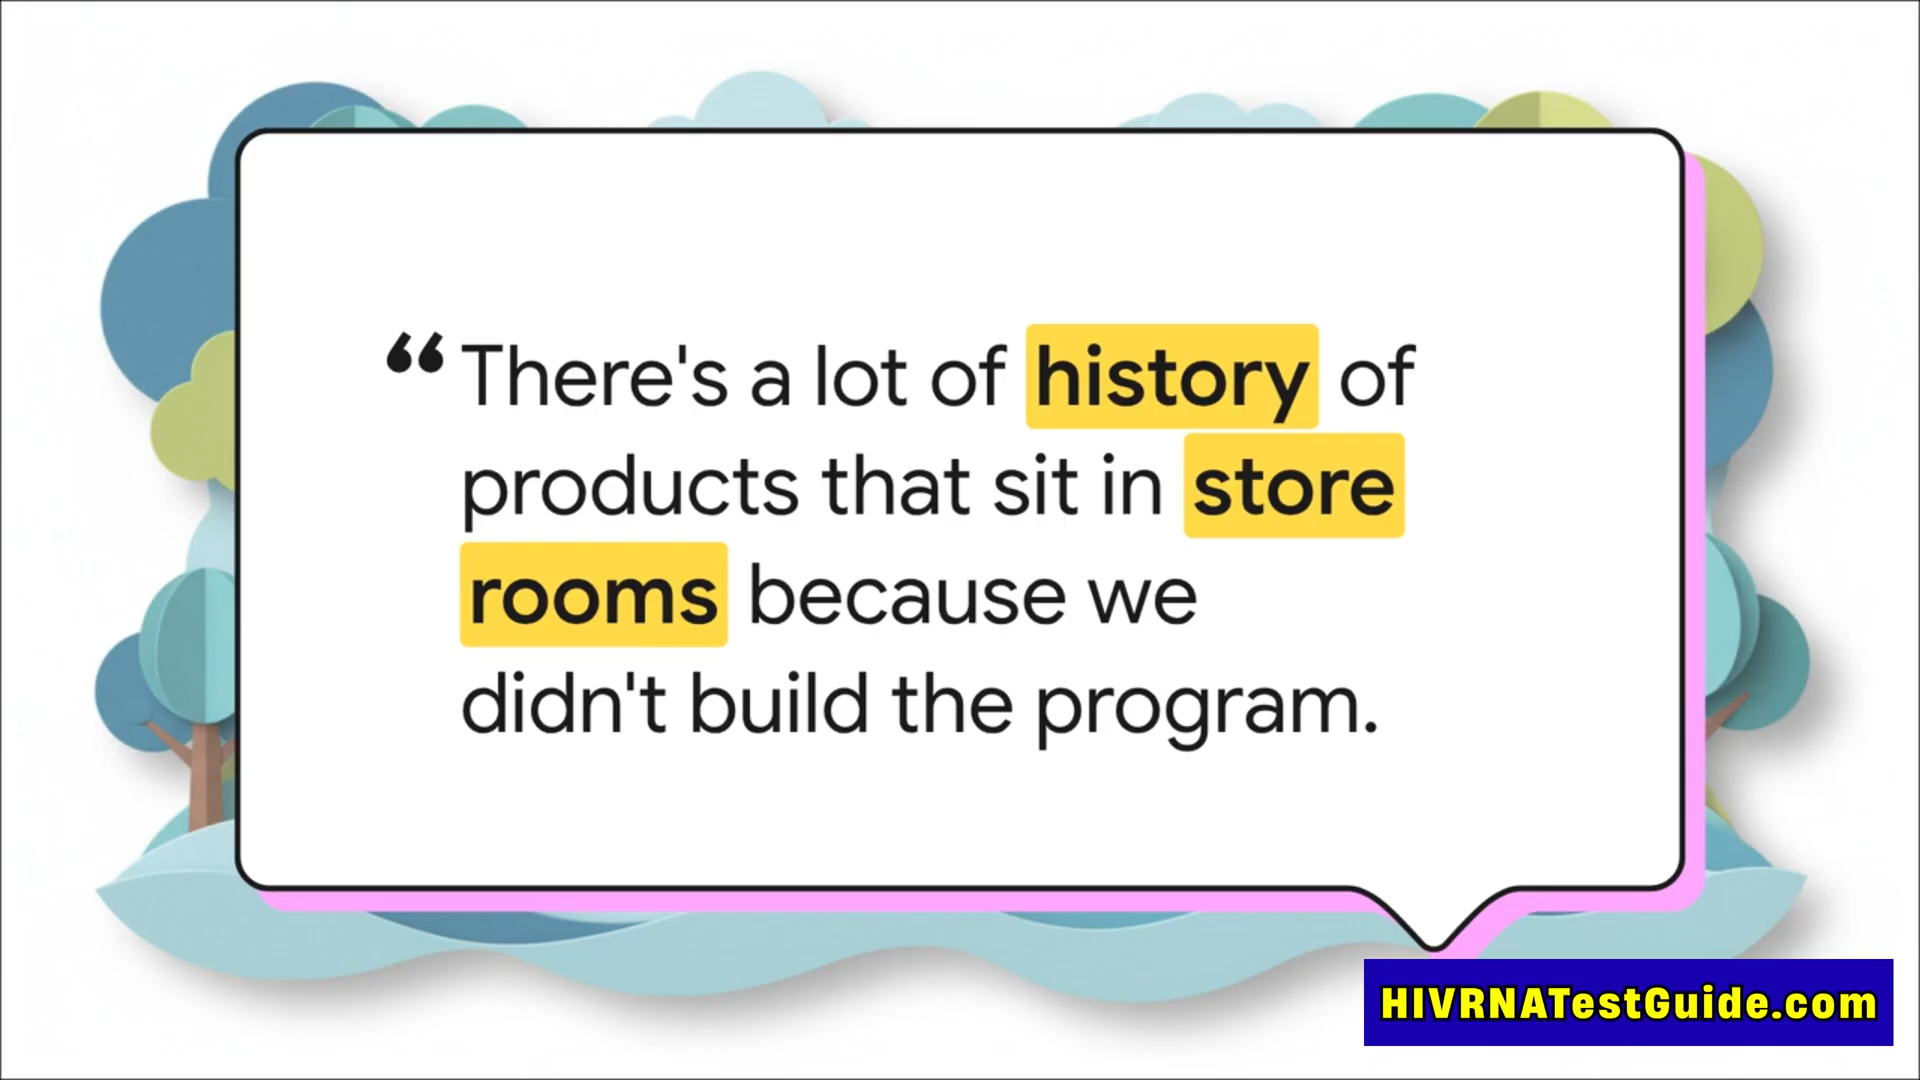 “ There's a lot of history of
products that sit in store
rooms because we
didn't build the program.
HIVRNATestGuide.com